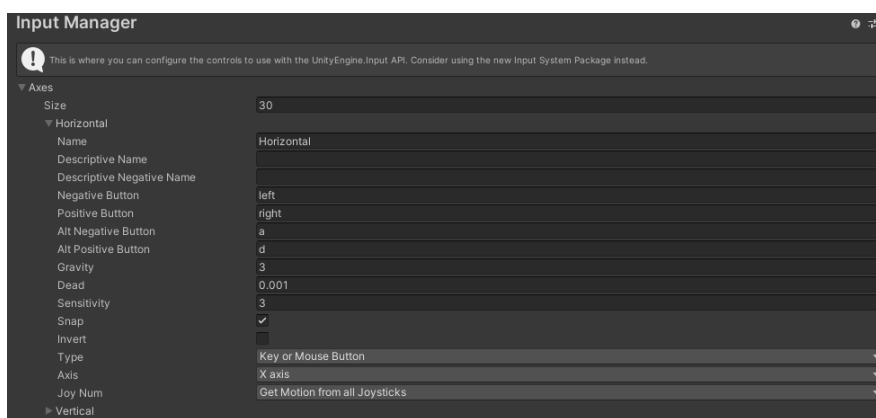 Input Manager
This is where you can configure the controls to use with the UnityEngine.Input API. Consider using the new Input System Package instead.
Axes
Size 30
Horizontal
Name Horizontal
Descriptive Name
Descriptive Negative Name
Negative Button left
Positive Button right
Alt Negative Button a
Alt Positive Button d
Gravity 3
Dead 0.001
Sensitivity 3
Snap
Invert
Type Key or Mouse Button
Axis X axis
Joy Num Get Motion from all Joysticks
Vertical